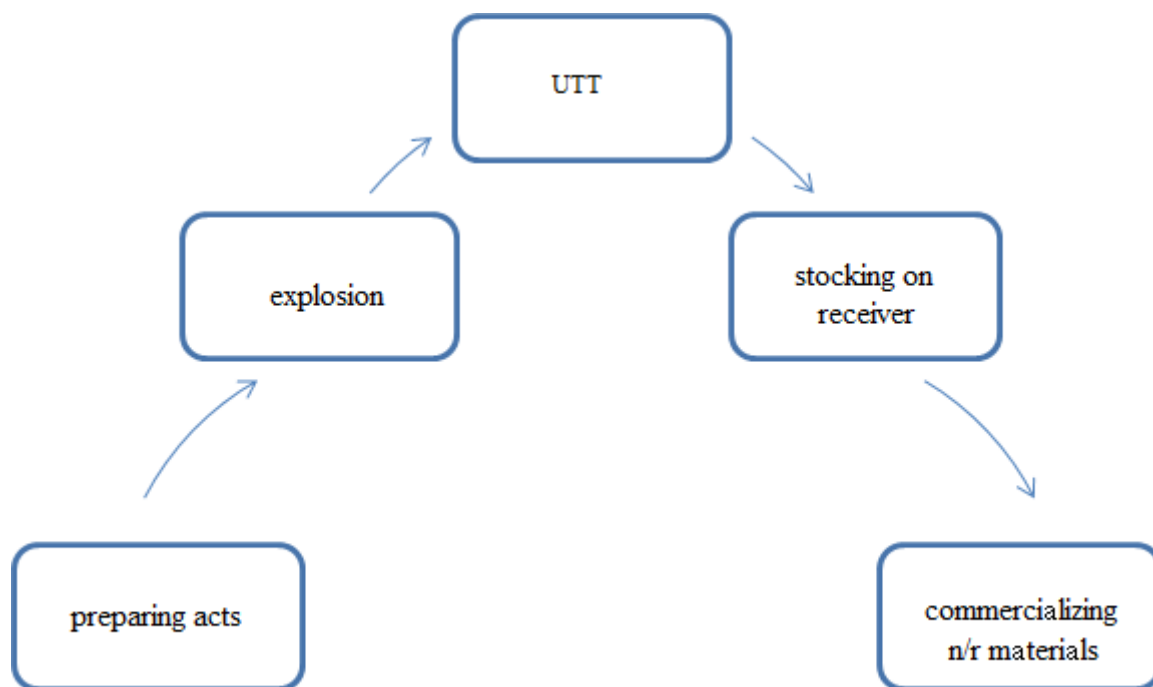 UTT
explosion
stocking on
receiver
preparing acts
commercializing
n/r materials